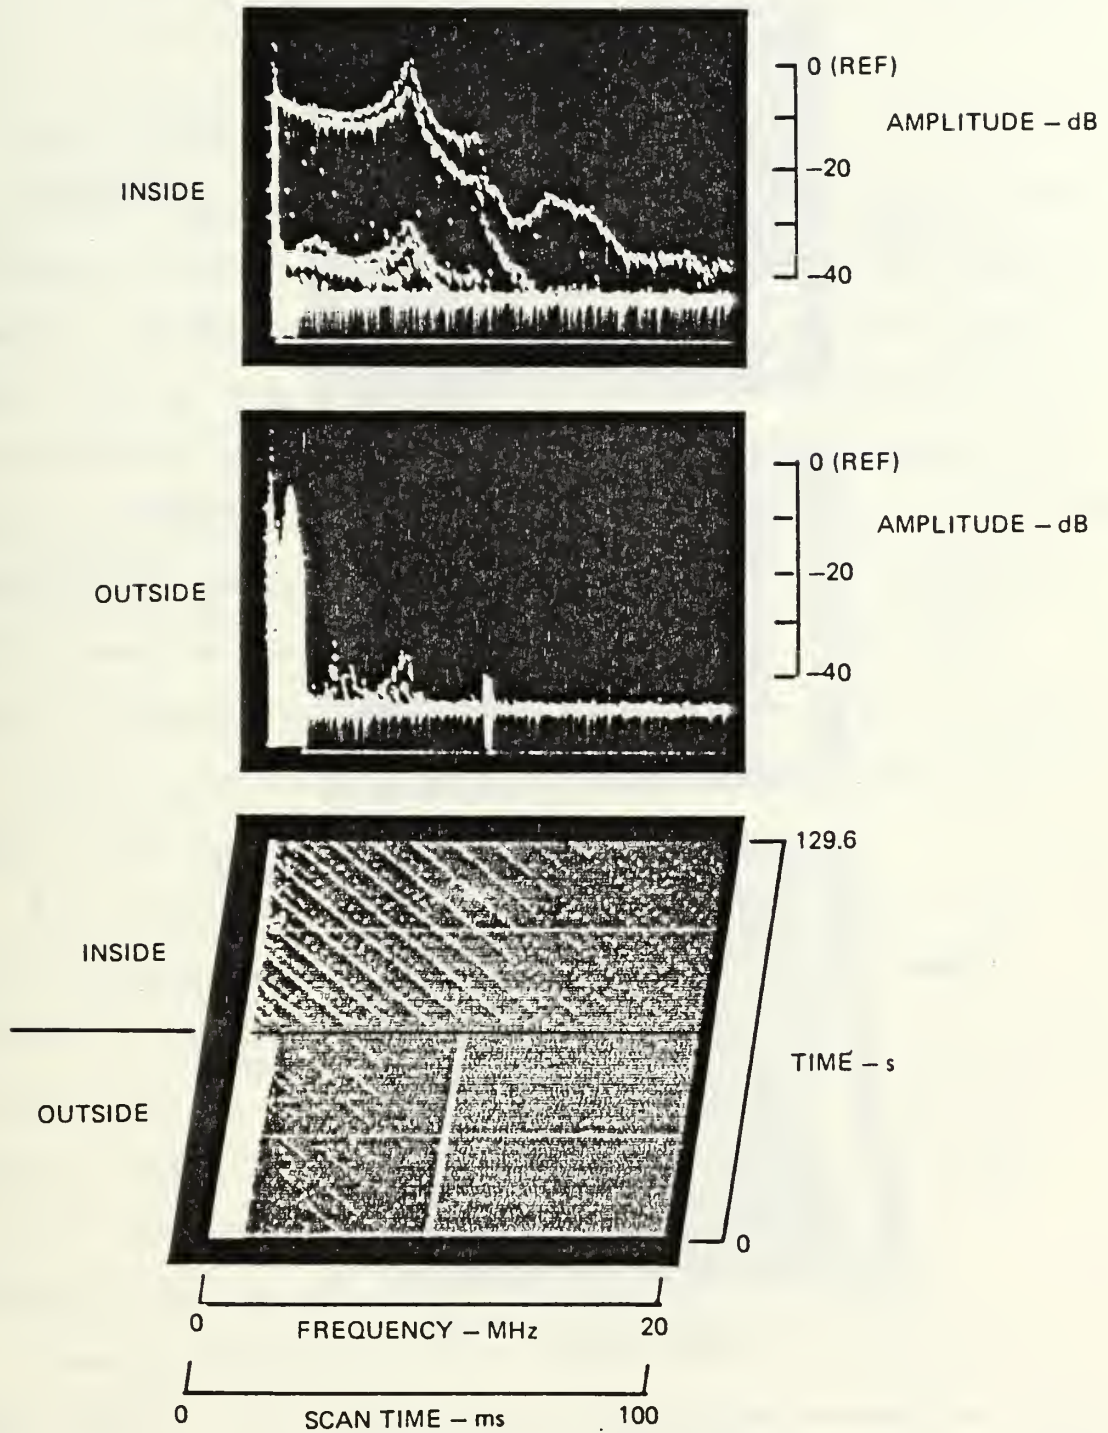 0 (REF)
AMPLITUDE – dB
–20
INSIDE
–40
0 (REF)
AMPLITUDE – dB
–20
OUTSIDE
–40
129.6
INSIDE
TIME – s
OUTSIDE
0
0
FREQUENCY – MHz
20
0
SCAN TIME – ms
100